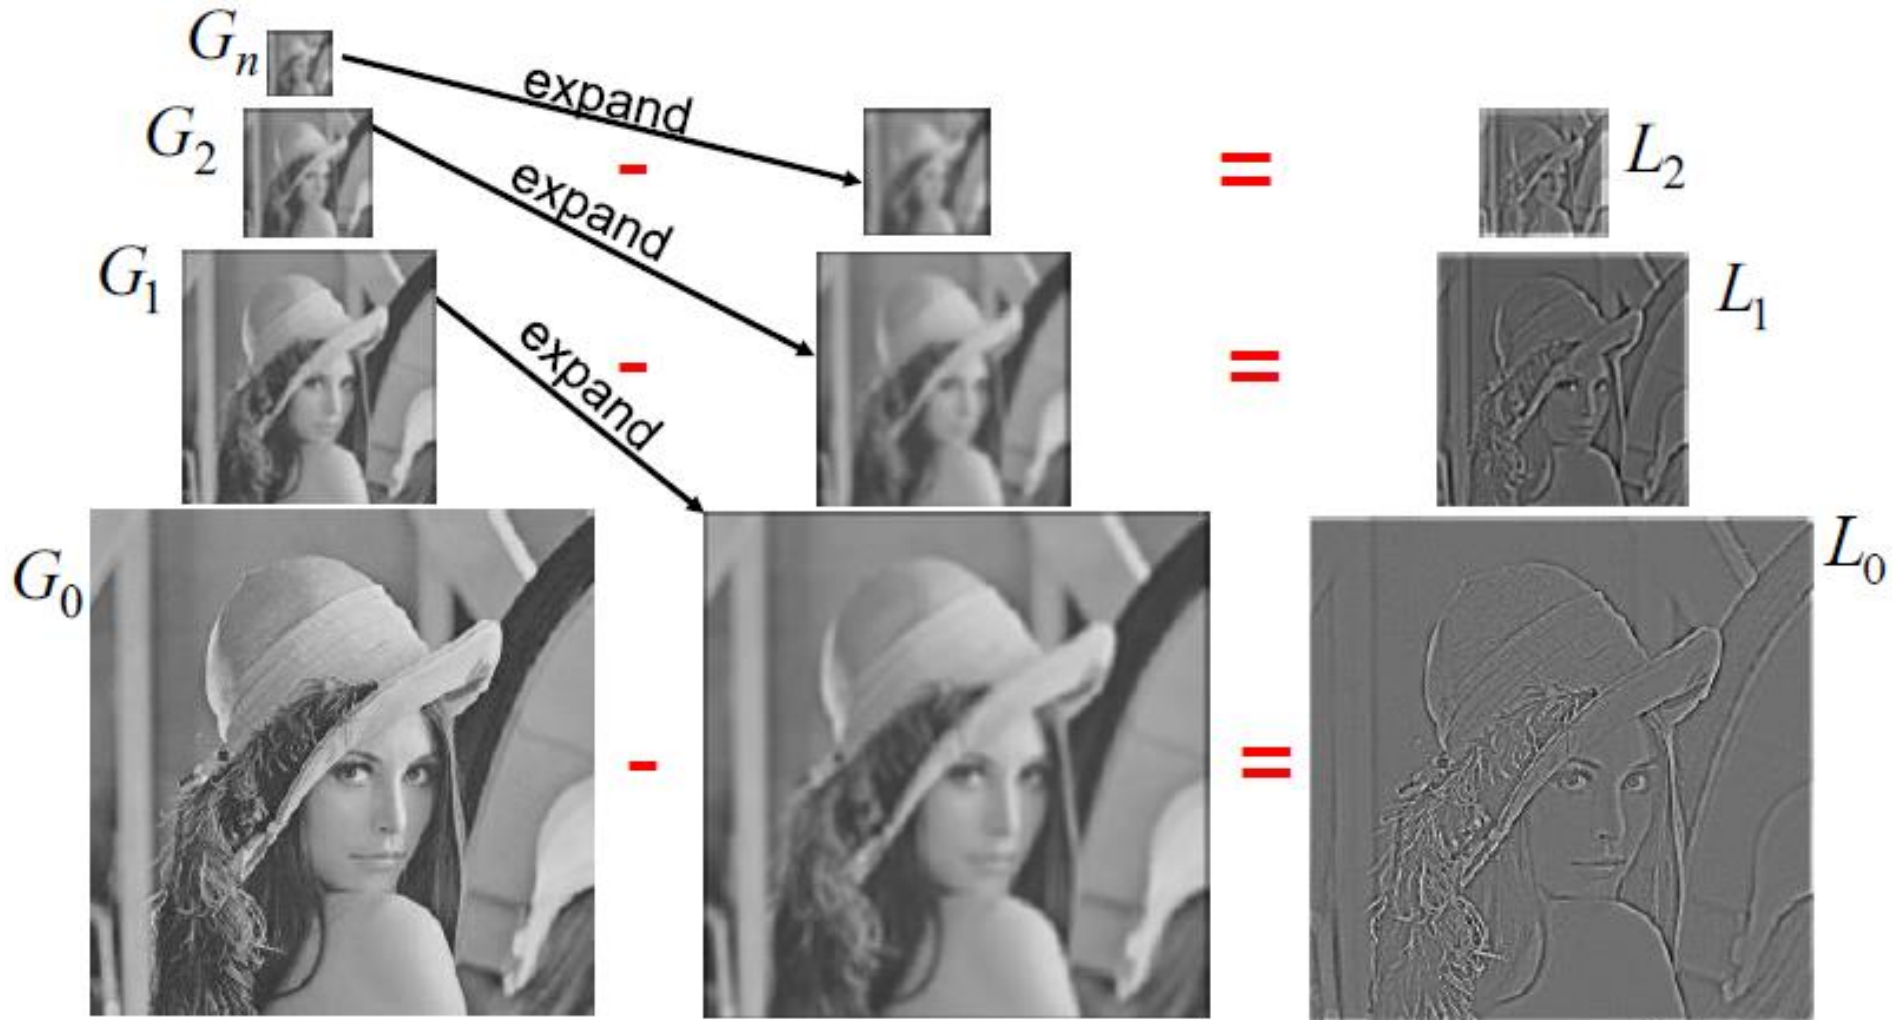 Gn expand
G2 - = L2
expand
G1 - = L1
expand
G0 - = L0